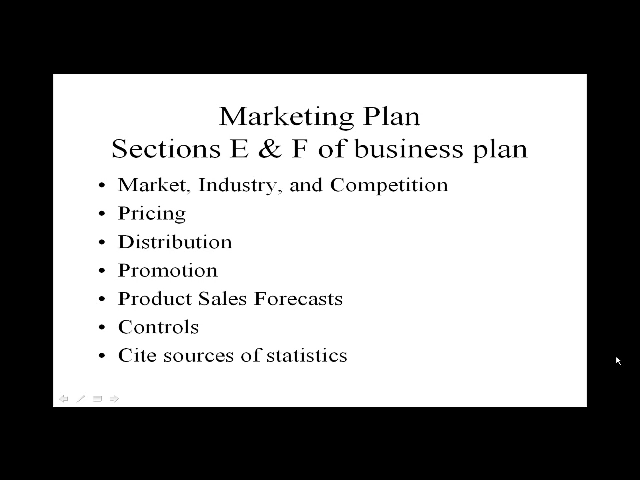 Marketing Plan
Sections E & F of business plan
• Market, Industry, and Competition
• Pricing
• Distribution
• Promotion
• Product Sales Forecasts
• Controls
• Cite sources of statistics